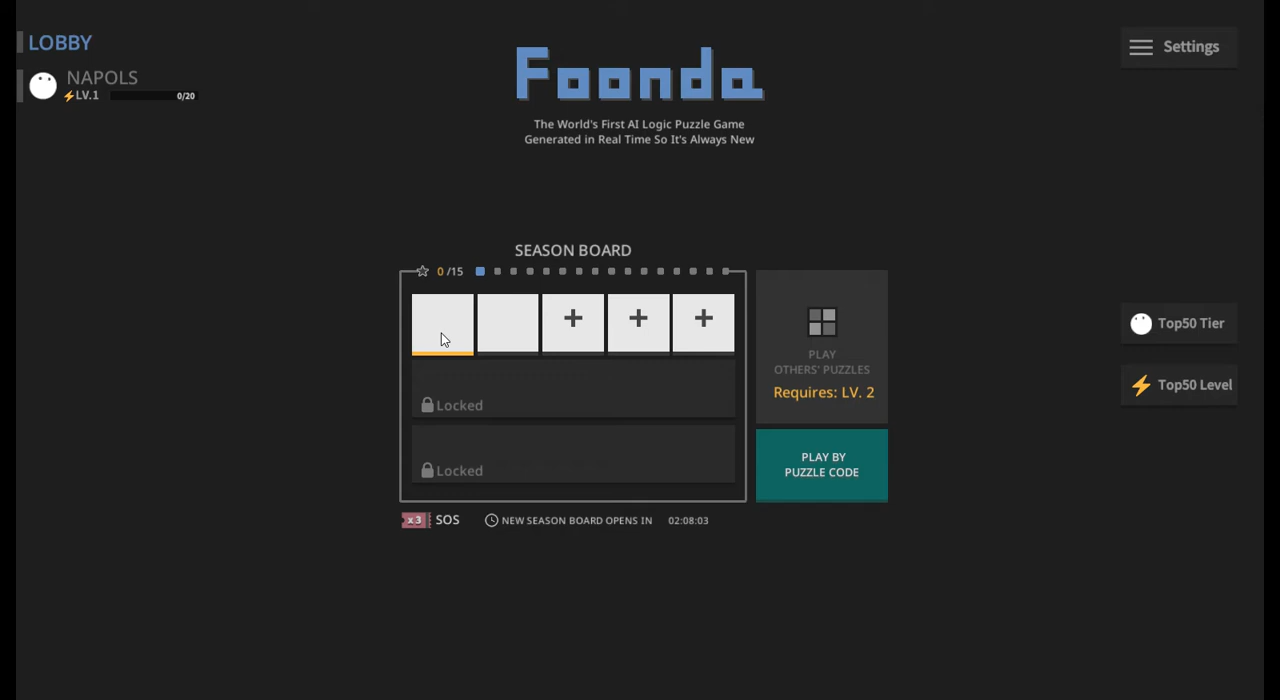 LOBBY
NAPOLS
LV.1
0/20
Foonda
The World's First AI Logic Puzzle Game
Generated in Real Time So It's Always New
Settings
SEASON BOARD
0 /15
+ + +
Locked
Locked
PLAY
OTHERS' PUZZLES
Requires: LV. 2
PLAY BY
PUZZLE CODE
Top50 Tier
Top50 Level
x3 SOS
NEW SEASON BOARD OPENS IN 02:08:03